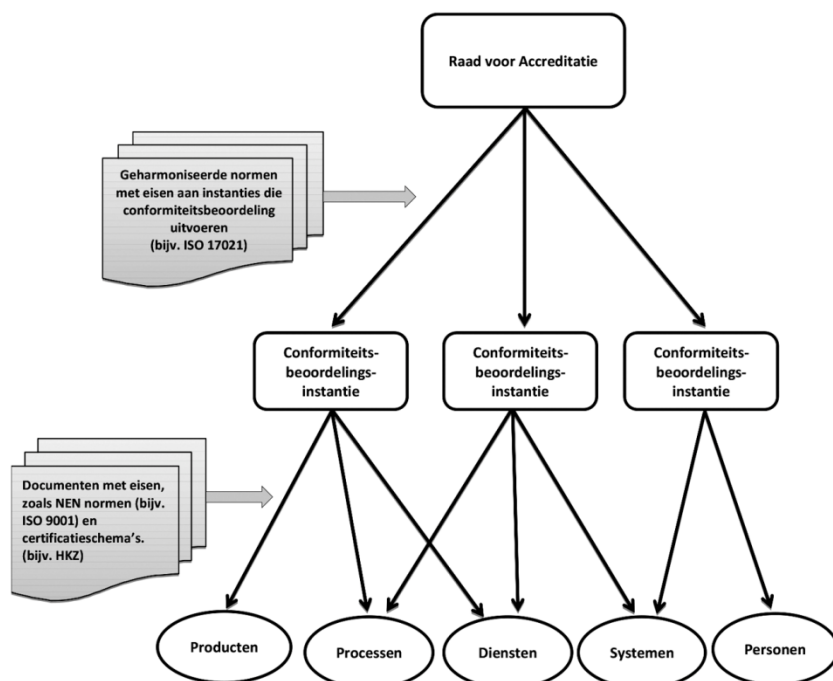 Raad voor Accreditatie
Geharmoniseerde normen
met eisen aan instanties die
conformiteitsbeoordeling
uitvoeren
(bijv. ISO 17021)
Conformiteits-
beoordelings-
instantie
Conformiteits-
beoordelings-
instantie
Conformiteits-
beoordelings-
instantie
Documenten met eisen,
zoals NEN normen (bijv.
ISO 9001) en
certificatieschema's.
(bijv. HKZ)
Producten
Processen
Diensten
Systemen
Personen